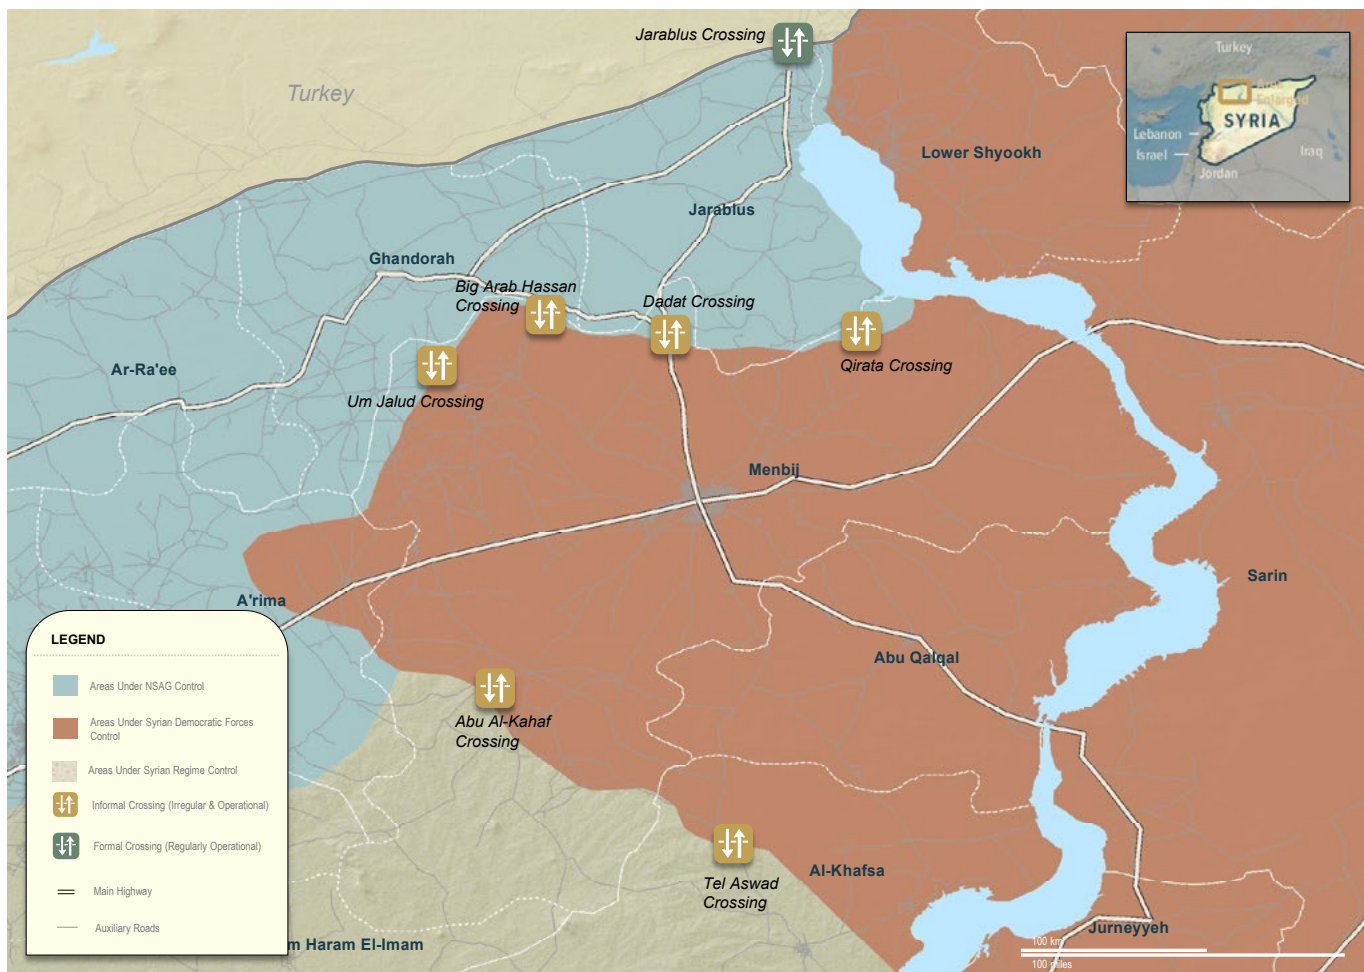 Jarablus Crossing
Turkey
Turkey
Area
Enlarged
SYRIA
Lebanon
Israel
Iraq
Jordan
Lower Shyookh
Jarablus
Ghandorah
Big Arab Hassan
Crossing
Dadat Crossing
Qirata Crossing
Ar-Ra'ee
Um Jalud Crossing
Menbij
Sarin
A'rima
Abu Qalqal
Abu Al-Kahaf
Crossing
Al-Khafsa
Tel Aswad
Crossing
Jurneyyeh
m Haram El-Imam
100 km
100 miles
LEGEND
Areas Under NSAG Control
Areas Under Syrian Democratic Forces
Control
Areas Under Syrian Regime Control
Informal Crossing (Irregular & Operational)
Formal Crossing (Regularly Operational)
Main Highway
Auxiliary Roads